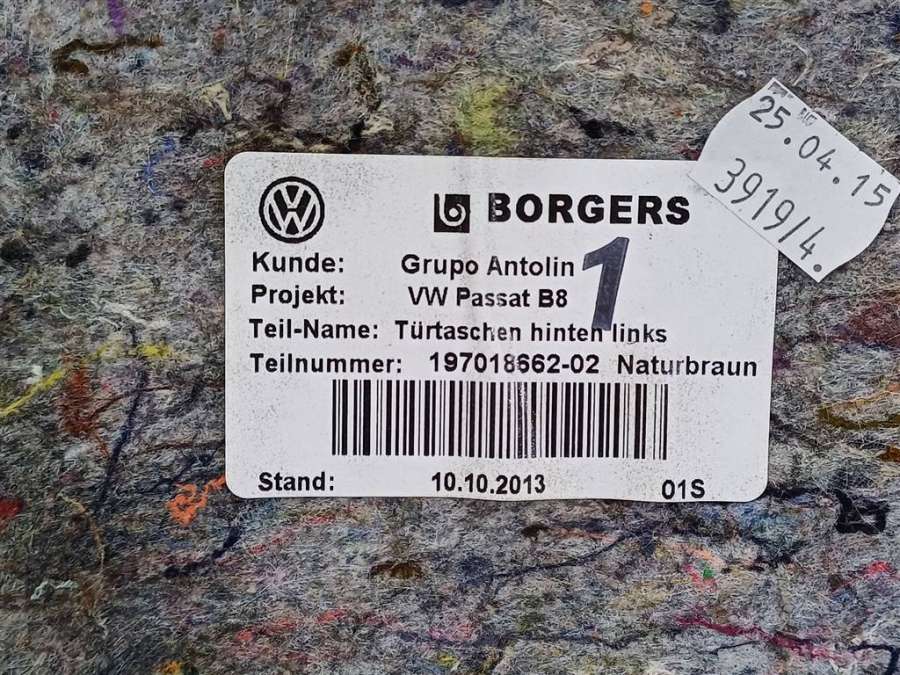 BORGERS
Kunde: Grupo Antolin
1
Projekt: VW Passat B8
Teil-Name: Türtaschen hinten links
Teilnummer: 197018662-02 Naturbraun
Stand: 10.10.2013 01S
25.04.15
3919/4.